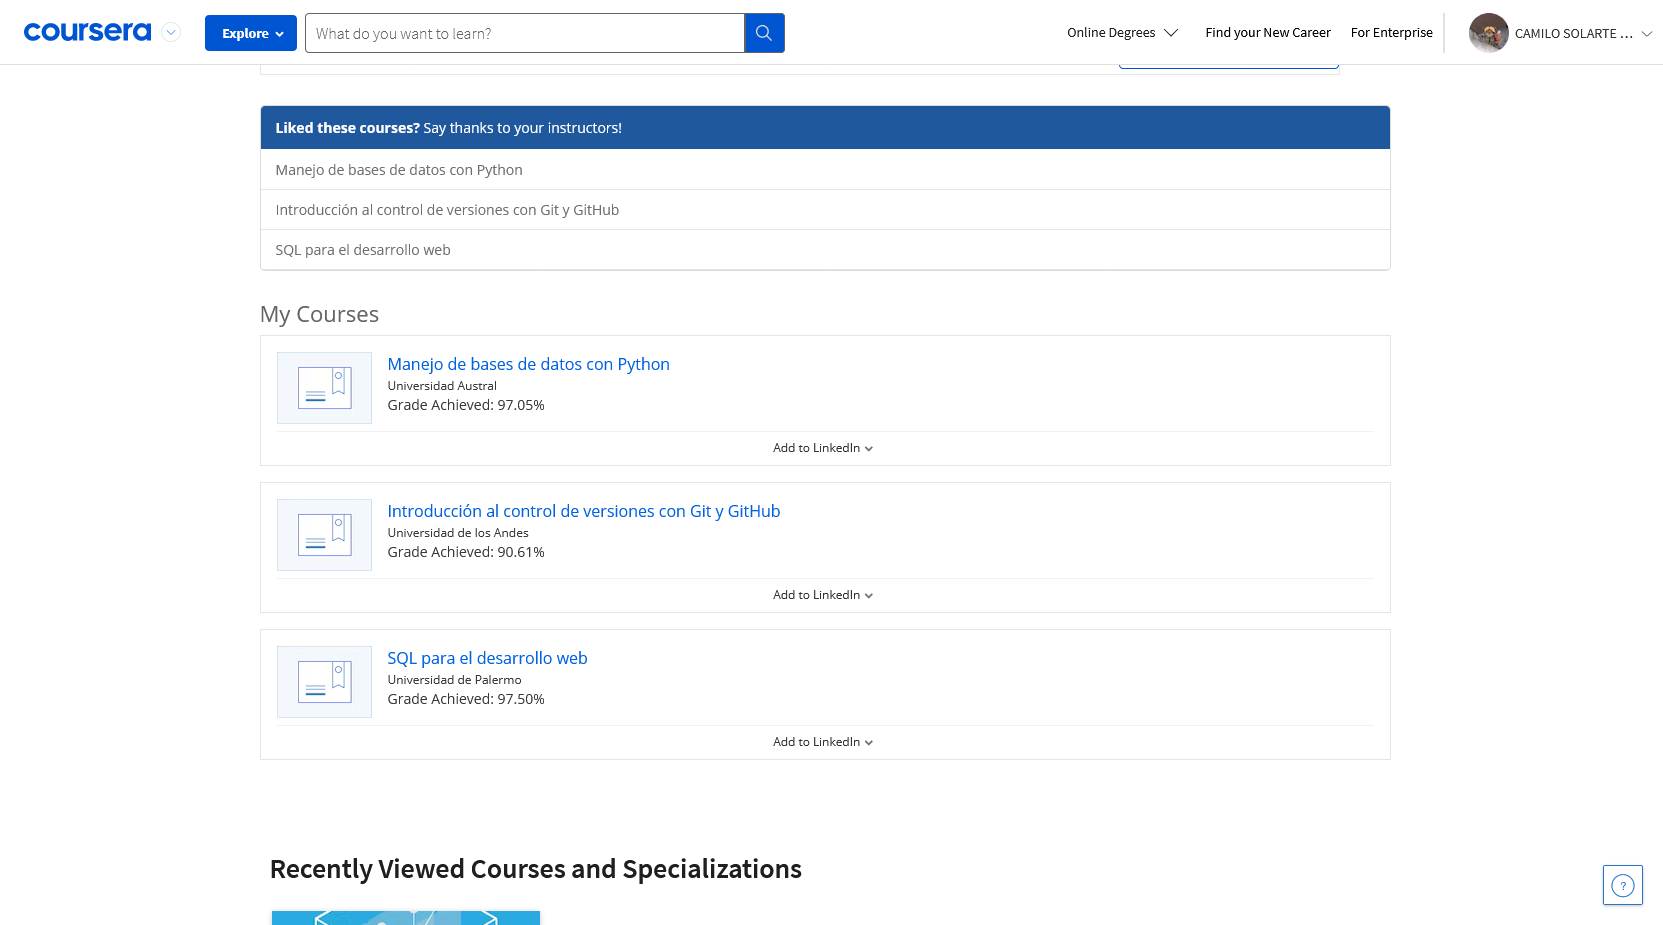 coursera
Explore
What do you want to learn?
Online Degrees
Find your New Career
For Enterprise
CAMILO SOLARTE ...
Liked these courses? Say thanks to your instructors!
Manejo de bases de datos con Python
Introducción al control de versiones con Git y GitHub
SQL para el desarrollo web
My Courses
Manejo de bases de datos con Python
Universidad Austral
Grade Achieved: 97.05%
Add to LinkedIn
Introducción al control de versiones con Git y GitHub
Universidad de los Andes
Grade Achieved: 90.61%
Add to LinkedIn
SQL para el desarrollo web
Universidad de Palermo
Grade Achieved: 97.50%
Add to LinkedIn
Recently Viewed Courses and Specializations
?